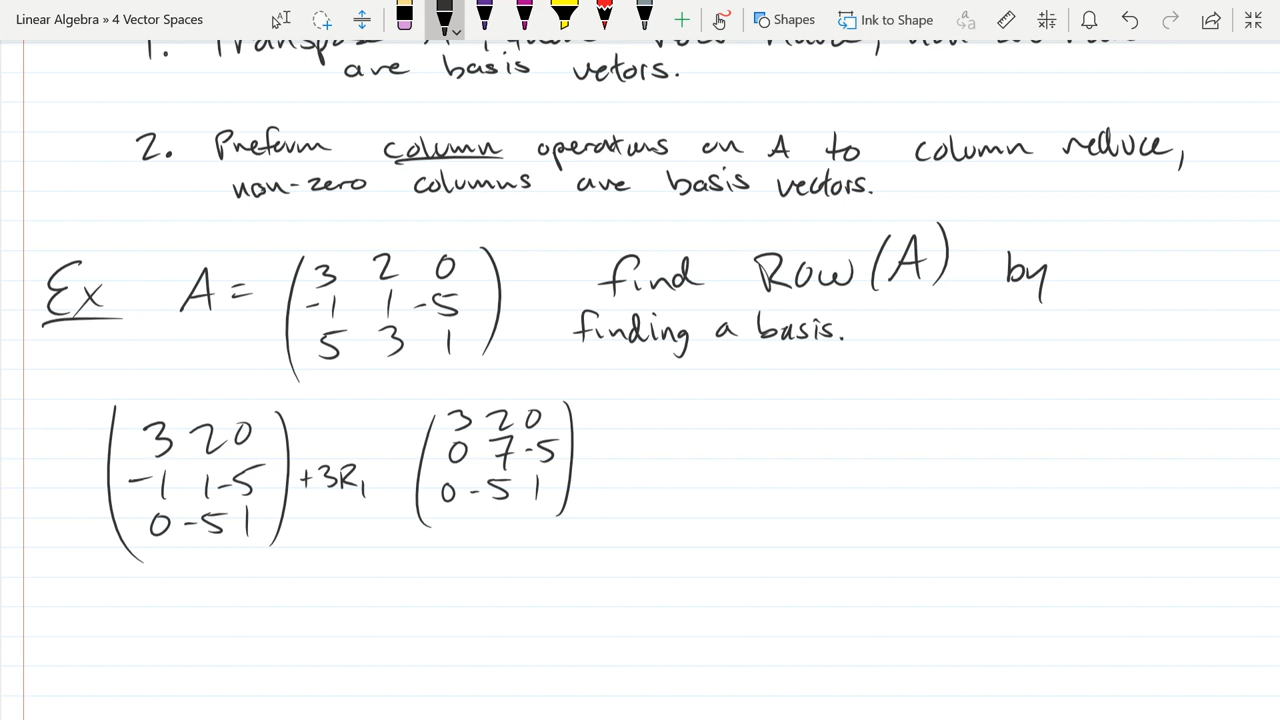 Linear Algebra » 4 Vector Spaces
Shapes
Ink to Shape
1. Transpose A
are basis vetors.
2. Preform column operations on A to column reduce,
non-zero columns are basis vectors.
Ex A = find Row(A) by
3 2 0
-1 1 -5
5 3 1
finding a basis.
3 2 0
-1 1 -5 +3R1
0 -5 1
3 2 0
0 7 -5
0 -5 1